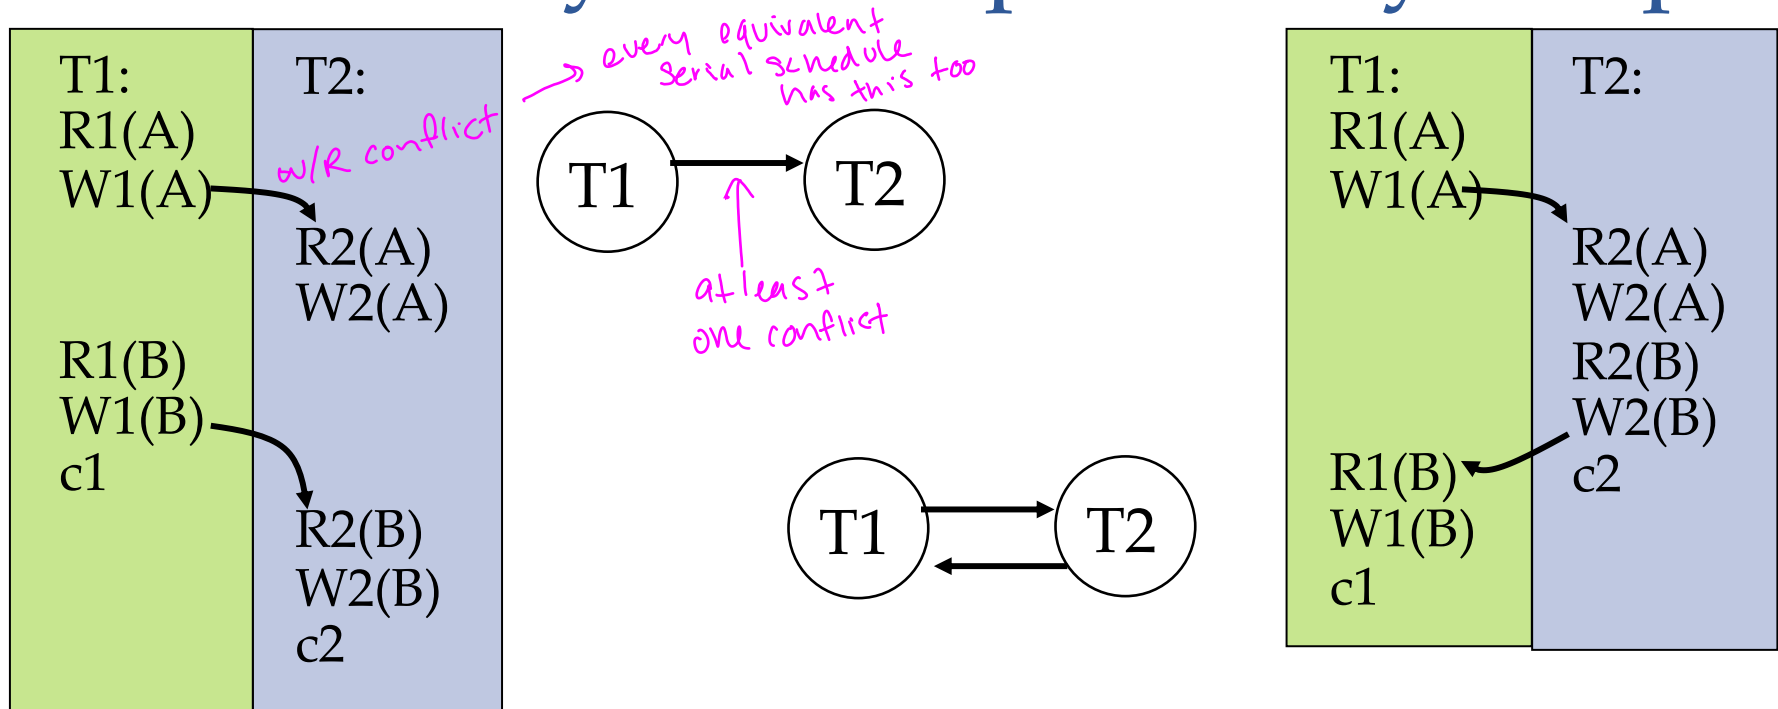 T1:
R1(A)
W1(A)
R1(B)
W1(B)
c1
T2:
R2(A)
W2(A)
R2(B)
W2(B)
c2
w/R conflict
every equivalent
serial schedule
has this too
T1
T2
at least
one conflict
T1
T2
T1:
R1(A)
W1(A)
R1(B)
W1(B)
c1
T2:
R2(A)
W2(A)
R2(B)
W2(B)
c2